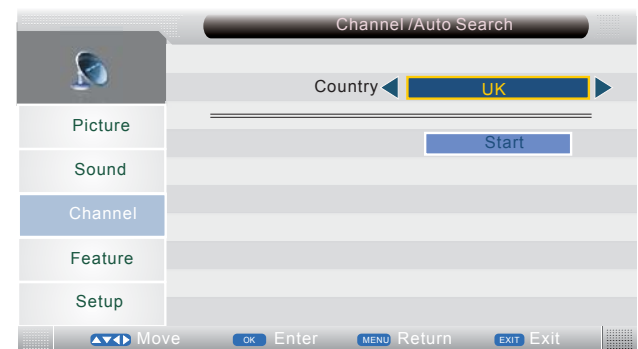 Channel /Auto Search
Country UK
Start
Picture
Sound
Channel
Feature
Setup
Move OK Enter MENU Return EXIT Exit